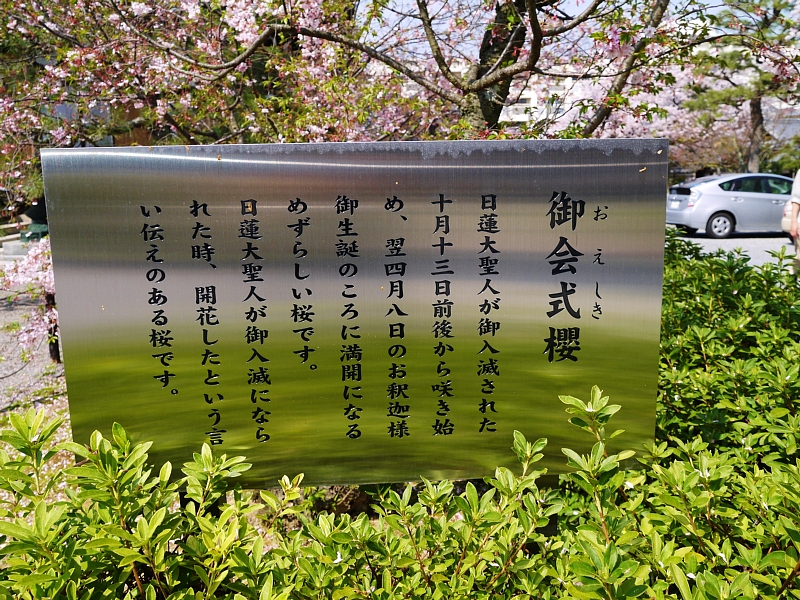 御会式櫻
おえしき
日蓮大聖人が御入滅された
十月十三日前後から咲き始
め、翌四月八日のお釈迦様
御生誕のころに満開になる
めずらしい桜です。
日蓮大聖人が御入滅になら
れた時、開花したという言
い伝えのある桜です。